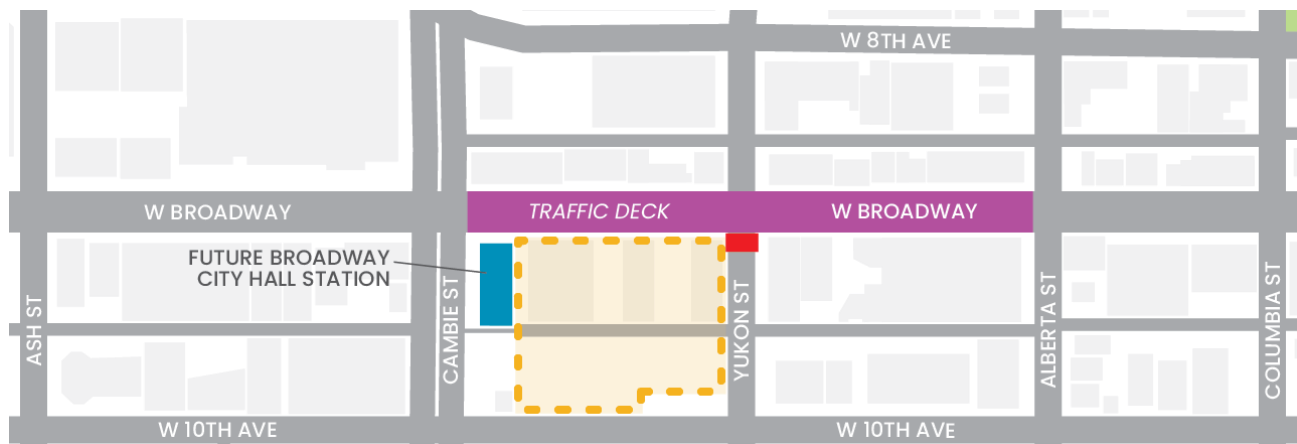 W 8TH AVE
W BROADWAY
TRAFFIC DECK
W BROADWAY
FUTURE BROADWAY
CITY HALL STATION
ASH ST
CAMBIE ST
YUKON ST
ALBERTA ST
COLUMBIA ST
W 10TH AVE
W 10TH AVE